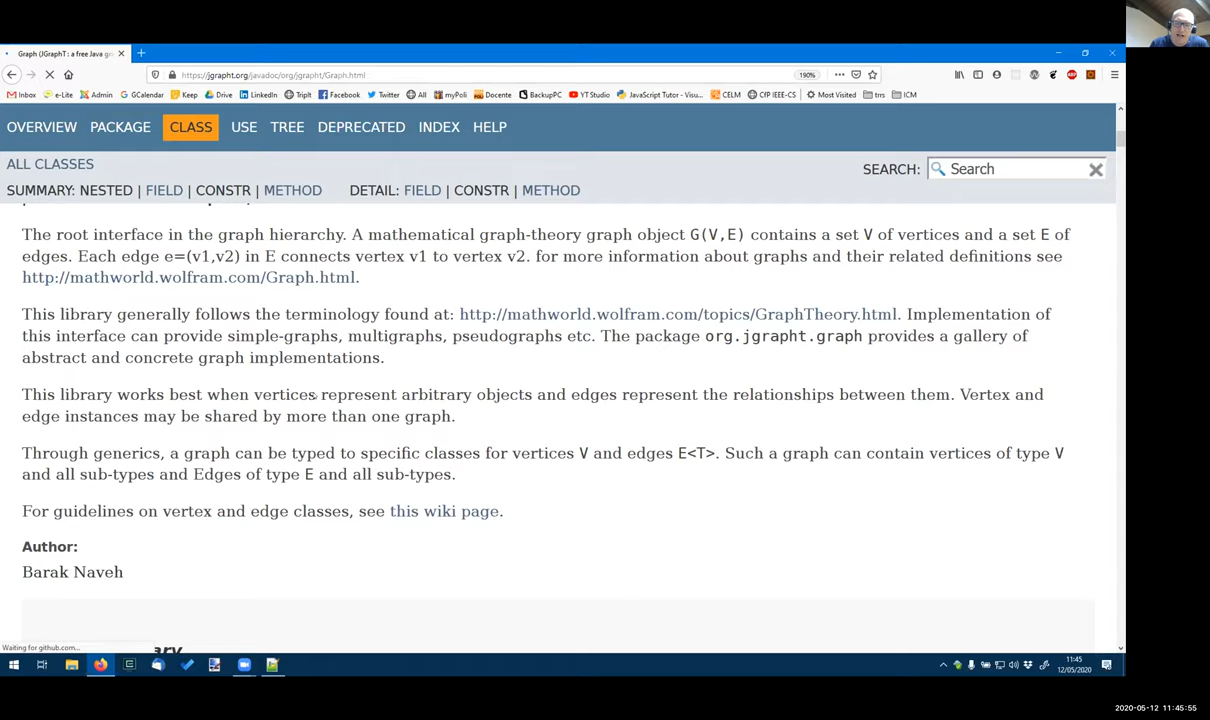 Graph (JGraphT : a free Java gr
https://jgrapht.org/javadoc/org/jgrapht/Graph.html
190%
Inbox e-Lite Admin GCalendar Keep Drive LinkedIn TripIt Facebook Twitter All myPoli Docente BackupPC YT Studio JavaScript Tutor - Visu... CELM CfP IEEE-CS Most Visited trrs ICM
OVERVIEW PACKAGE CLASS USE TREE DEPRECATED INDEX HELP
ALL CLASSES
SEARCH: Search
SUMMARY: NESTED | FIELD | CONSTR | METHOD DETAIL: FIELD | CONSTR | METHOD
The root interface in the graph hierarchy. A mathematical graph-theory graph object G(V,E) contains a set V of vertices and a set E of
edges. Each edge e=(v1,v2) in E connects vertex v1 to vertex v2. for more information about graphs and their related definitions see
http://mathworld.wolfram.com/Graph.html.
This library generally follows the terminology found at: http://mathworld.wolfram.com/topics/GraphTheory.html. Implementation of
this interface can provide simple-graphs, multigraphs, pseudographs etc. The package org.jgrapht.graph provides a gallery of
abstract and concrete graph implementations.
This library works best when vertices represent arbitrary objects and edges represent the relationships between them. Vertex and
edge instances may be shared by more than one graph.
Through generics, a graph can be typed to specific classes for vertices V and edges E<T>. Such a graph can contain vertices of type V
and all sub-types and Edges of type E and all sub-types.
For guidelines on vertex and edge classes, see this wiki page.
Author:
Barak Naveh
Waiting for github.com...
ary
11:45
12/05/2020
2020-05-12 11:45:55